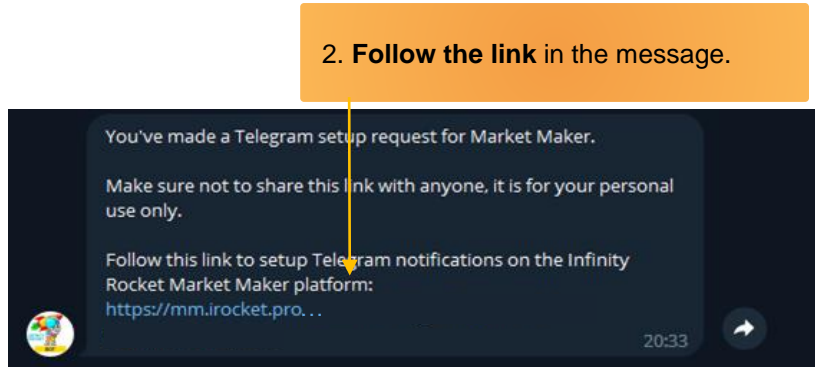 2. Follow the link in the message.
You've made a Telegram setup request for Market Maker.
Make sure not to share this link with anyone, it is for your personal
use only.
Follow this link to setup Telegram notifications on the Infinity
Rocket Market Maker platform:
https://mm.irocket.pro...
20:33